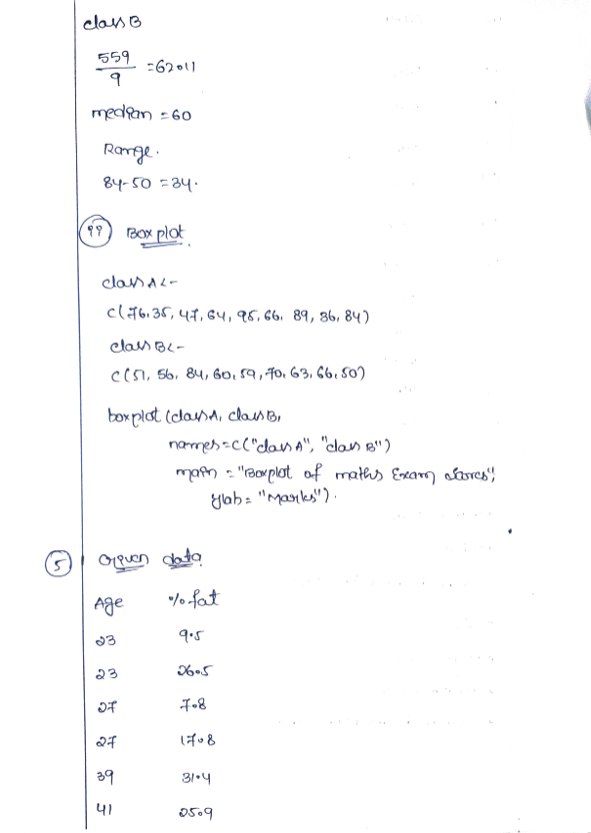 class B
559
9
=62.11
median = 60
Range.
84-50 = 34.
ii) Box plot
class A <-
c(76, 35, 47, 64, 95, 66, 89, 36, 84)
class B <-
c(51, 56, 84, 60, 59, 70, 63, 66, 50)
boxplot (class A, class B,
names = c("class A", "class B")
main = "Boxplot of maths Exam scores",
ylab = "Marks").
5 Given data
Age % fat
23 9.5
23 26.5
27 7.8
27 17.8
39 31.4
41 25.9